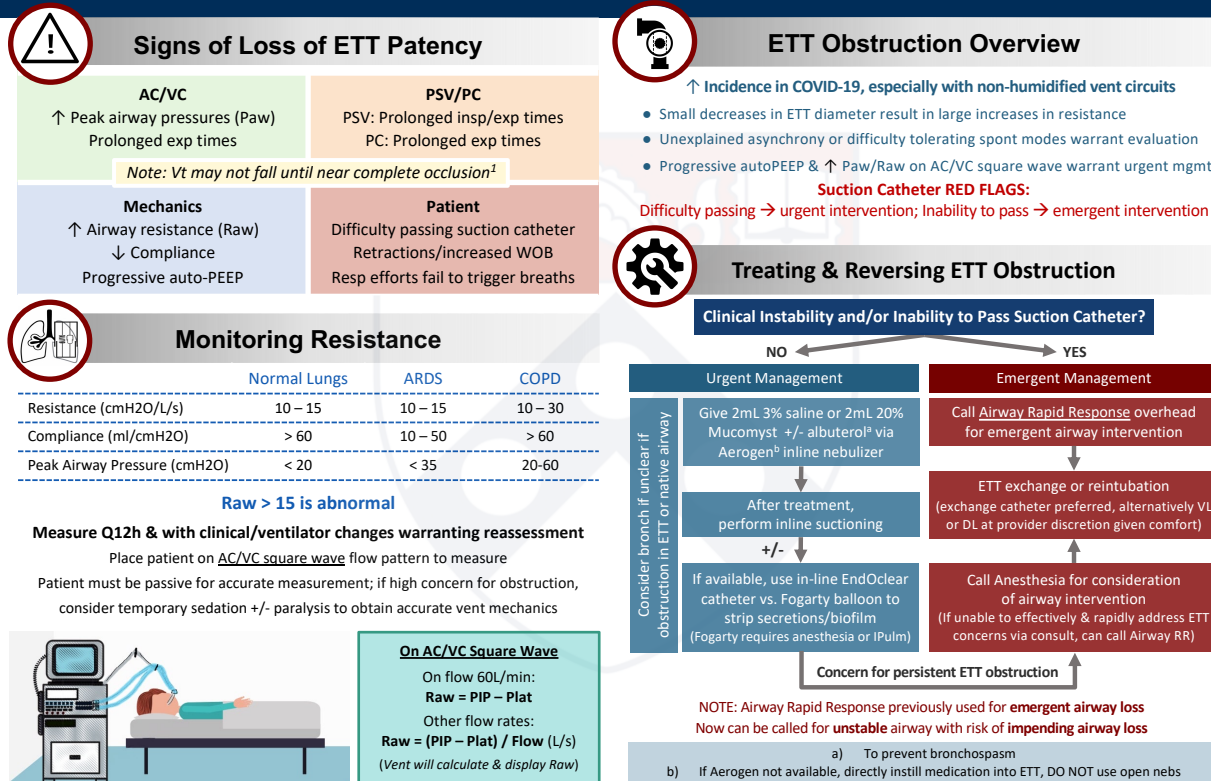 Signs of Loss of ETT Patency
AC/VC
↑ Peak airway pressures (Paw)
Prolonged exp times
PSV/PC
PSV: Prolonged insp/exp times
PC: Prolonged exp times
Note: Vt may not fall until near complete occlusion¹
Mechanics
↑ Airway resistance (Raw)
↓ Compliance
Progressive auto-PEEP
Patient
Difficulty passing suction catheter
Retractions/increased WOB
Resp efforts fail to trigger breaths
Monitoring Resistance
Normal Lungs ARDS COPD
Resistance (cmH2O/L/s) 10 – 15 10 – 15 10 – 30
Compliance (ml/cmH2O) > 60 10 – 50 > 60
Peak Airway Pressure (cmH2O) < 20 < 35 20-60
Raw > 15 is abnormal
Measure Q12h & with clinical/ventilator changes warranting reassessment
Place patient on AC/VC square wave flow pattern to measure
Patient must be passive for accurate measurement; if high concern for obstruction,
consider temporary sedation +/- paralysis to obtain accurate vent mechanics
On AC/VC Square Wave
On flow 60L/min:
Raw = PIP – Plat
Other flow rates:
Raw = (PIP – Plat) / Flow (L/s)
(Vent will calculate & display Raw)
ETT Obstruction Overview
↑ Incidence in COVID-19, especially with non-humidified vent circuits
• Small decreases in ETT diameter result in large increases in resistance
• Unexplained asynchrony or difficulty tolerating spont modes warrant evaluation
• Progressive autoPEEP & ↑ Paw/Raw on AC/VC square wave warrant urgent mgmt
Suction Catheter RED FLAGS:
Difficulty passing → urgent intervention; Inability to pass → emergent intervention
Treating & Reversing ETT Obstruction
Clinical Instability and/or Inability to Pass Suction Catheter?
NO
YES
Urgent Management
Consider bronch if unclear if
obstruction in ETT or native airway
Give 2mL 3% saline or 2mL 20%
Mucomyst +/- albuterolᵃ via
Aerogenᵇ inline nebulizer
After treatment,
perform inline suctioning
+/-
If available, use in-line EndOclear
catheter vs. Fogarty balloon to
strip secretions/biofilm
(Fogarty requires anesthesia or IPulm)
Emergent Management
Call Airway Rapid Response overhead
for emergent airway intervention
ETT exchange or reintubation
(exchange catheter preferred, alternatively VL
or DL at provider discretion given comfort)
Call Anesthesia for consideration
of airway intervention
(If unable to effectively & rapidly address ETT
concerns via consult, can call Airway RR)
Concern for persistent ETT obstruction
NOTE: Airway Rapid Response previously used for emergent airway loss
Now can be called for unstable airway with risk of impending airway loss
a) To prevent bronchospasm
b) If Aerogen not available, directly instill medication into ETT, DO NOT use open nebs